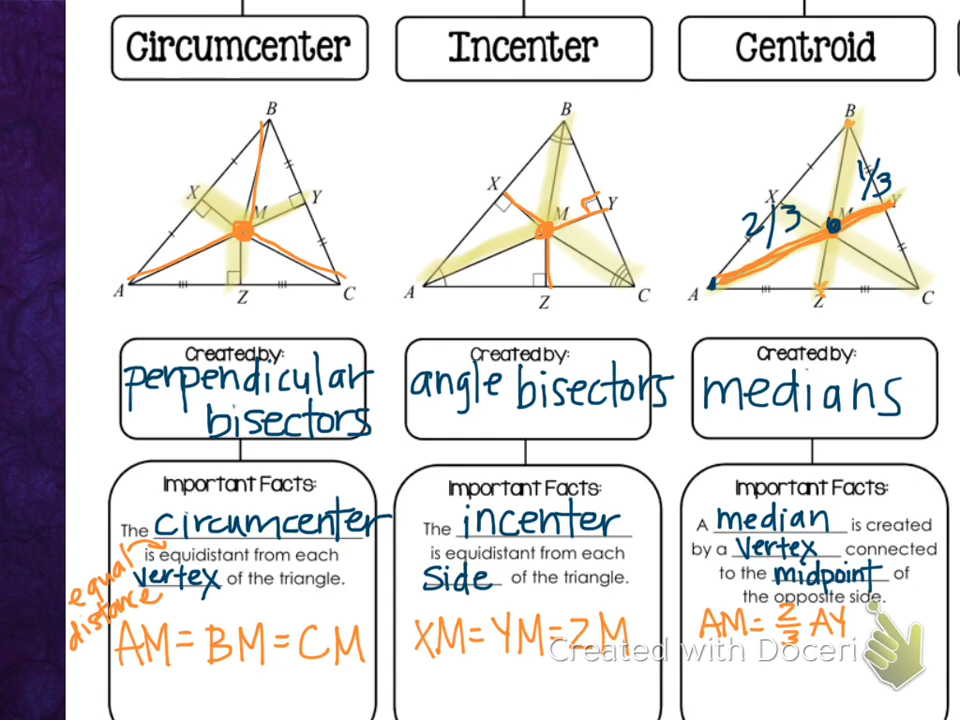 Circumcenter
Incenter
Centroid
B
X
Y
M
A
Z
C
B
X
Y
M
A
Z
C
B
X
Y
M
1/3
2/3
A
Z
C
Created by:
perpendicular
bisectors
Created by:
angle bisectors
Created by:
medians
Important Facts:
The circumcenter
is equidistant from each
vertex of the triangle.
equal
distance
AM = BM = CM
Important Facts:
The incenter
is equidistant from each
side of the triangle.
XM = YM = ZM
Important Facts:
A median is created
by a vertex connected
to the midpoint of
the opposite side.
AM = 2/3 AY
Created with Doceri